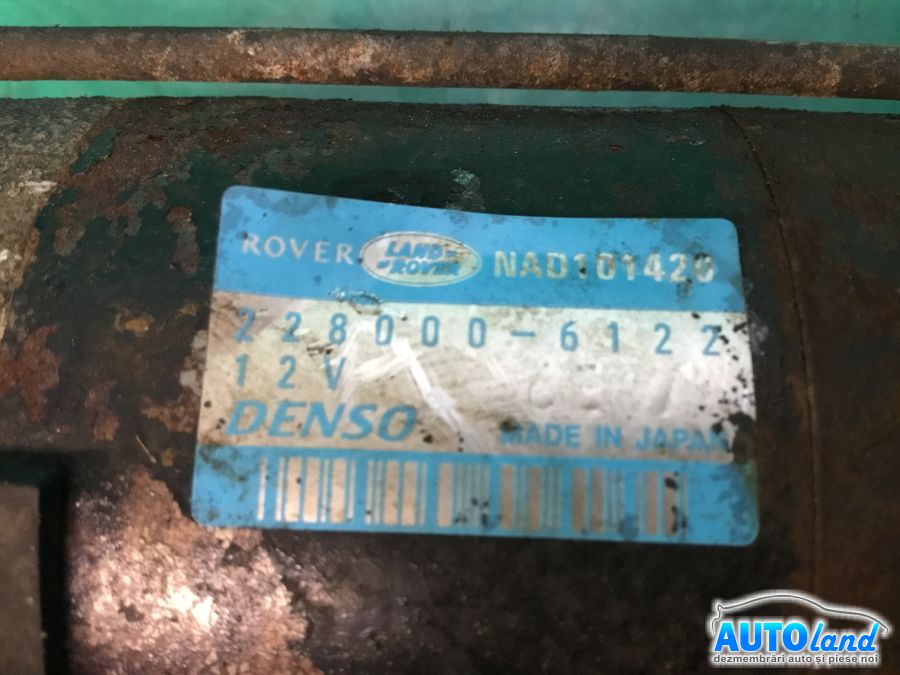 ROVER LAND ROVER NAD101420
228000-6122
12V
DENSO MADE IN JAPAN
AUTOland
dezmembrări auto și piese noi